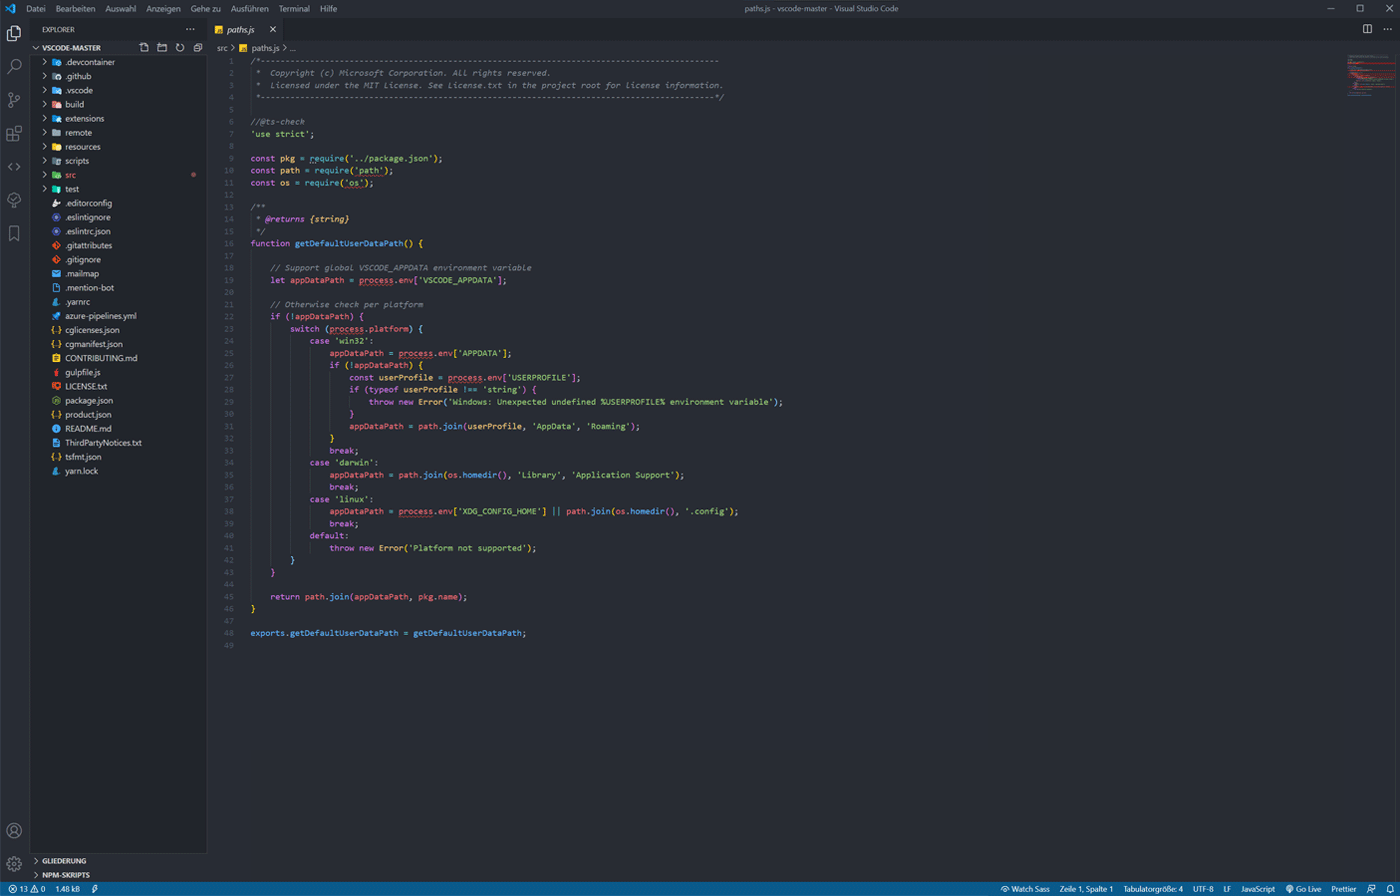 Datei Bearbeiten Auswahl Anzeigen Gehe zu Ausführen Terminal Hilfe
paths.js - vscode-master - Visual Studio Code
EXPLORER
VSCODE-MASTER
.devcontainer
.github
.vscode
build
extensions
remote
resources
scripts
src
test
.editorconfig
.eslintignore
.eslintrc.json
.gitattributes
.gitignore
.mailmap
.mention-bot
.yarnrc
azure-pipelines.yml
cglicenses.json
cgmanifest.json
CONTRIBUTING.md
gulpfile.js
LICENSE.txt
package.json
product.json
README.md
ThirdPartyNotices.txt
tsfmt.json
yarn.lock
GLIEDERUNG
NPM-SKRIPTS
paths.js
src > paths.js > ...
1 /*---------------------------------------------------------------------------------------------
2 * Copyright (c) Microsoft Corporation. All rights reserved.
3 * Licensed under the MIT License. See License.txt in the project root for license information.
4 *--------------------------------------------------------------------------------------------*/
5
6 //@ts-check
7 'use strict';
8
9 const pkg = require('../package.json');
10 const path = require('path');
11 const os = require('os');
12
13 /**
14 * @returns {string}
15 */
16 function getDefaultUserDataPath() {
17
18 // Support global VSCODE_APPDATA environment variable
19 let appDataPath = process.env['VSCODE_APPDATA'];
20
21 // Otherwise check per platform
22 if (!appDataPath) {
23 switch (process.platform) {
24 case 'win32':
25 appDataPath = process.env['APPDATA'];
26 if (!appDataPath) {
27 const userProfile = process.env['USERPROFILE'];
28 if (typeof userProfile !== 'string') {
29 throw new Error('Windows: Unexpected undefined %USERPROFILE% environment variable');
30 }
31 appDataPath = path.join(userProfile, 'AppData', 'Roaming');
32 }
33 break;
34 case 'darwin':
35 appDataPath = path.join(os.homedir(), 'Library', 'Application Support');
36 break;
37 case 'linux':
38 appDataPath = process.env['XDG_CONFIG_HOME'] || path.join(os.homedir(), '.config');
39 break;
40 default:
41 throw new Error('Platform not supported');
42 }
43 }
44
45 return path.join(appDataPath, pkg.name);
46 }
47
48 exports.getDefaultUserDataPath = getDefaultUserDataPath;
49
13 0 1.48 kB
Watch Sass Zeile 1, Spalte 1 Tabulatorgröße: 4 UTF-8 LF JavaScript Go Live Prettier